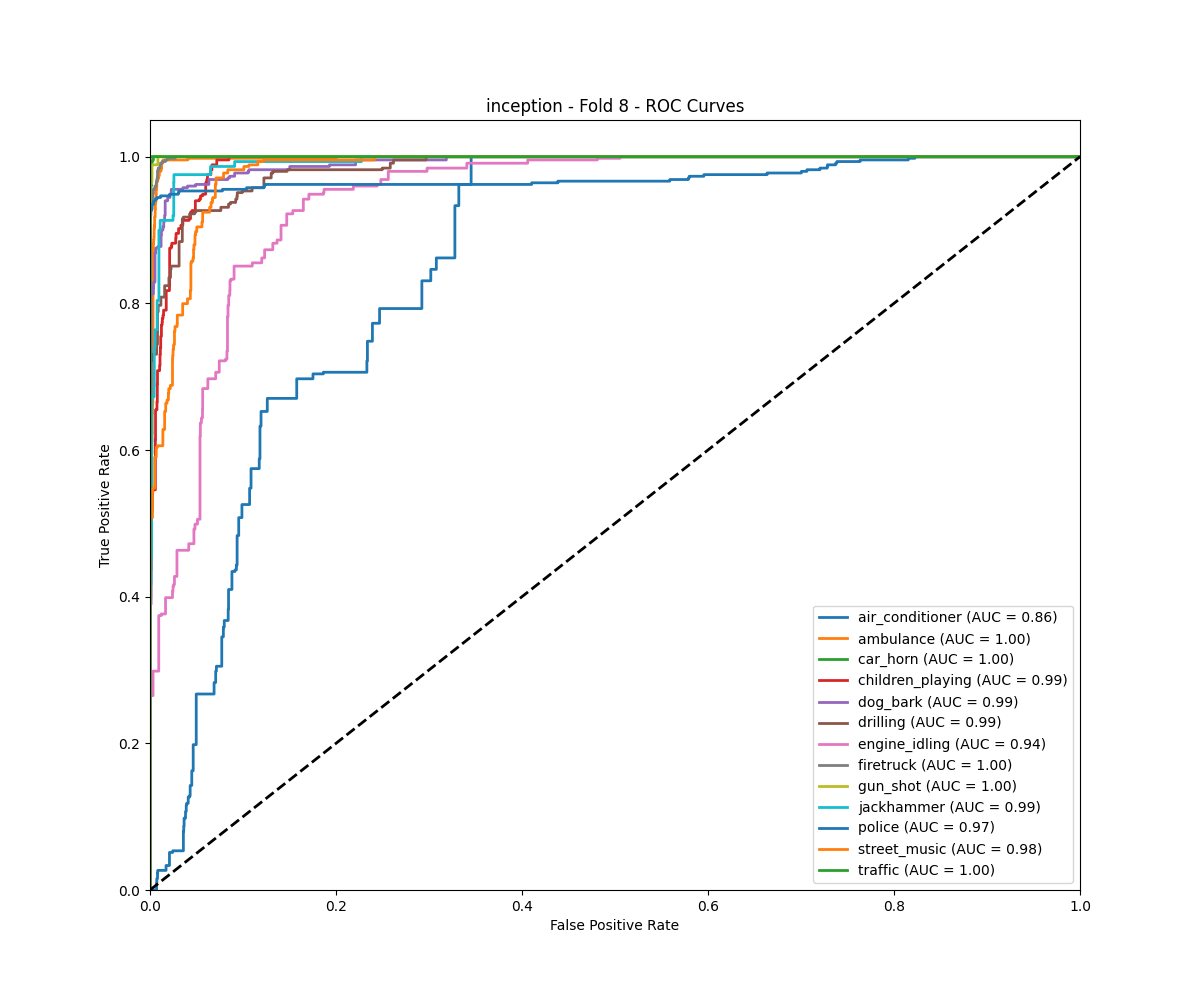 inception - Fold 8 - ROC Curves
True Positive Rate
1.0
0.8
0.6
0.4
0.2
0.0
0.0 0.2 0.4 0.6 0.8 1.0
False Positive Rate
air_conditioner (AUC = 0.86)
ambulance (AUC = 1.00)
car_horn (AUC = 1.00)
children_playing (AUC = 0.99)
dog_bark (AUC = 0.99)
drilling (AUC = 0.99)
engine_idling (AUC = 0.94)
firetruck (AUC = 1.00)
gun_shot (AUC = 1.00)
jackhammer (AUC = 0.99)
police (AUC = 0.97)
street_music (AUC = 0.98)
traffic (AUC = 1.00)